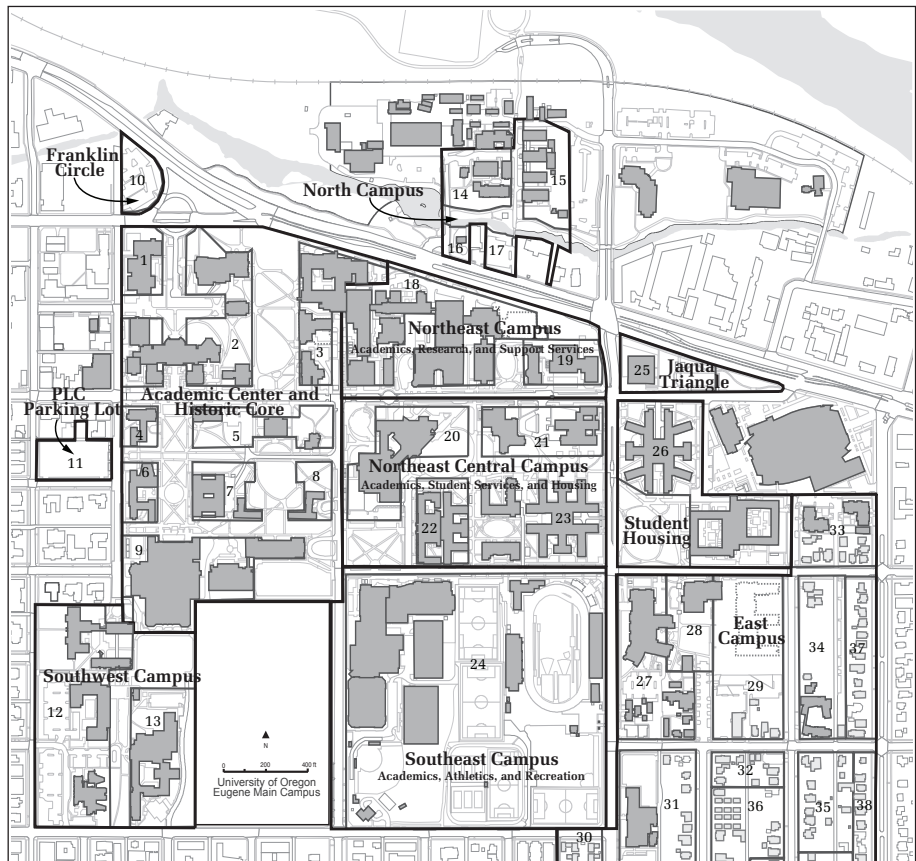 Franklin
Circle
10
North Campus
14
15
16
17
1
18
2
3
Northeast Campus
Academics, Research, and Support Services
19
25
Jaqua
Triangle
PLC
Parking Lot
Academic Center and
Historic Core
4
5
11
20
21
26
6
7
8
Northeast Central Campus
Academics, Student Services, and Housing
22
23
Student
Housing
33
9
28
East
Campus
34
37
24
27
29
Southwest Campus
12
13
N
0 200 400 ft
University of Oregon
Eugene Main Campus
Southeast Campus
Academics, Athletics, and Recreation
32
31
36
35
38
30